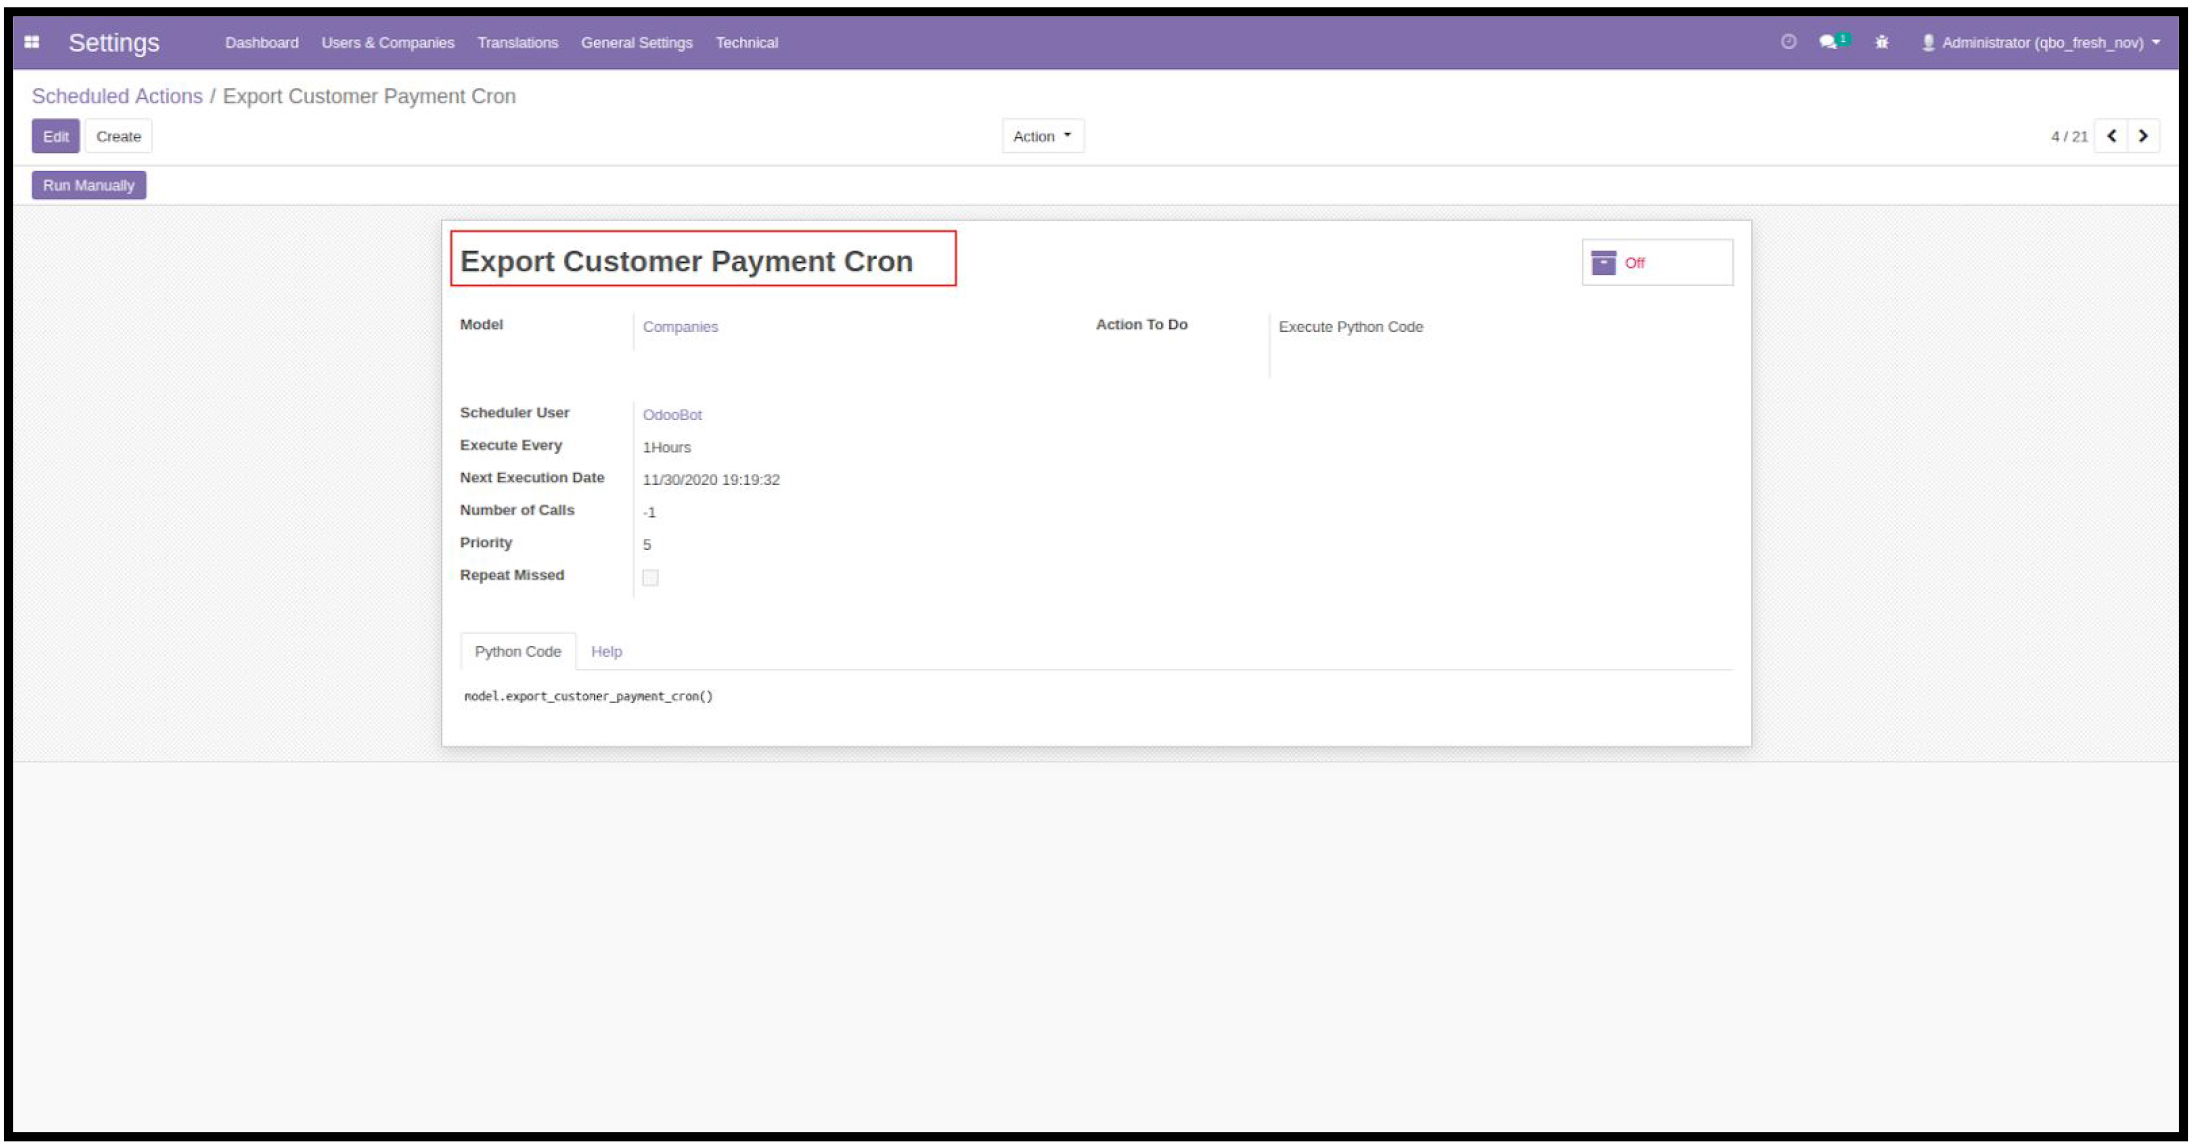 Settings Dashboard Users & Companies Translations General Settings Technical 1 Administrator (qbo_fresh_nov)
Scheduled Actions / Export Customer Payment Cron
Edit Create Action 4 / 21
Run Manually
Export Customer Payment Cron Off
Model Companies Action To Do Execute Python Code
Scheduler User OdooBot
Execute Every 1Hours
Next Execution Date 11/30/2020 19:19:32
Number of Calls -1
Priority 5
Repeat Missed
Python Code Help
model.export_customer_payment_cron()